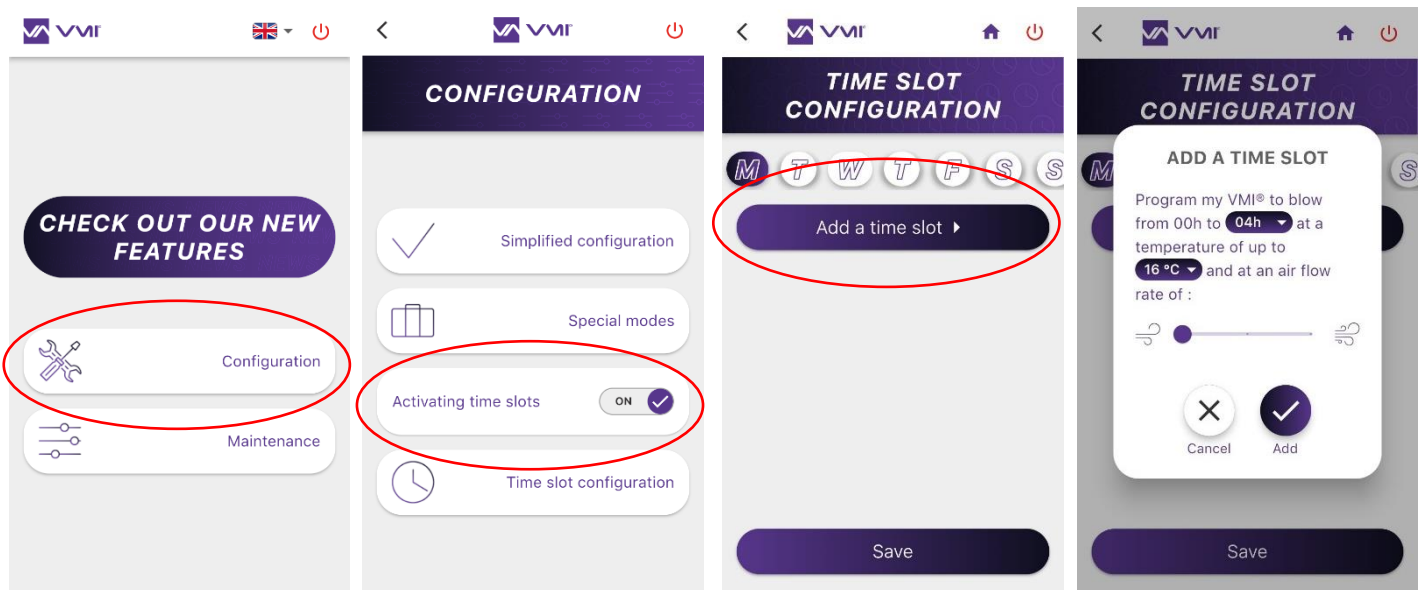 VMI
CHECK OUT OUR NEW
FEATURES
Configuration
Maintenance
VMI
CONFIGURATION
Simplified configuration
Special modes
Activating time slots
ON
Time slot configuration
VMI
TIME SLOT
CONFIGURATION
M T W T F S S
Add a time slot
Save
VMI
TIME SLOT
CONFIGURATION
M
S
ADD A TIME SLOT
Program my VMI® to blow
from 00h to 04h at a
temperature of up to
16 °C and at an air flow
rate of :
Cancel Add
Save